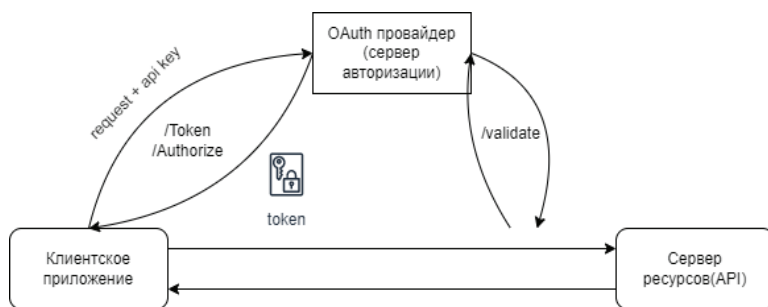 OAuth провайдер
(сервер
авторизации)
request + api key
/Token
/Authorize
/validate
token
Клиентское
приложение
Сервер
ресурсов(API)